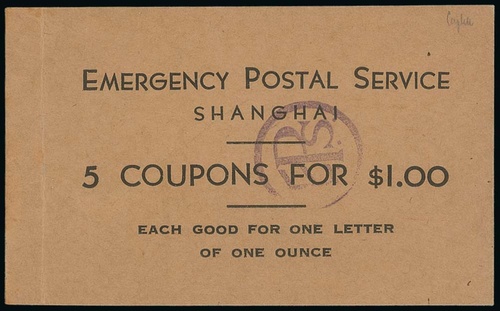 EMERGENCY POSTAL SERVICE
SHANGHAI
5 COUPONS FOR $1.00
EACH GOOD FOR ONE LETTER
OF ONE OUNCE